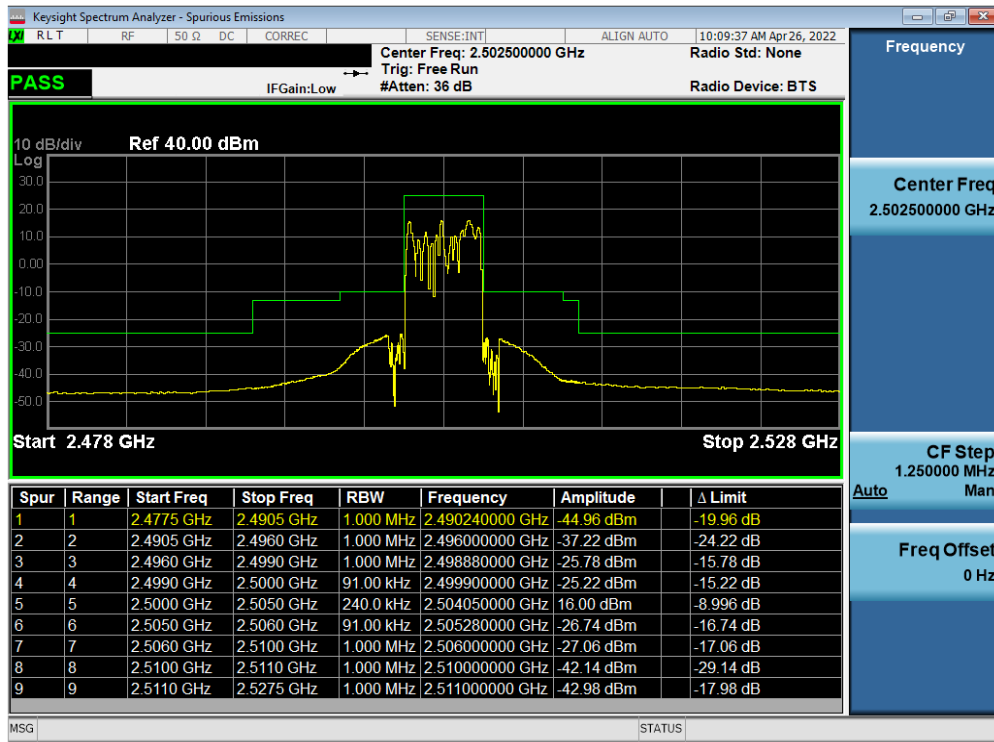 Keysight Spectrum Analyzer - Spurious Emissions
LXI RLT RF 50 Ω DC CORREC SENSE:INT ALIGN AUTO 10:09:37 AM Apr 26, 2022
Center Freq: 2.502500000 GHz Radio Std: None
Trig: Free Run
PASS IFGain:Low #Atten: 36 dB Radio Device: BTS
10 dB/div Ref 40.00 dBm
Log
30.0
20.0
10.0
0.00
-10.0
-20.0
-30.0
-40.0
-50.0
Start 2.478 GHz Stop 2.528 GHz
Spur Range Start Freq Stop Freq RBW Frequency Amplitude Δ Limit
1 1 2.4775 GHz 2.4905 GHz 1.000 MHz 2.490240000 GHz -44.96 dBm -19.96 dB
2 2 2.4905 GHz 2.4960 GHz 1.000 MHz 2.496000000 GHz -37.22 dBm -24.22 dB
3 3 2.4960 GHz 2.4990 GHz 1.000 MHz 2.498880000 GHz -25.78 dBm -15.78 dB
4 4 2.4990 GHz 2.5000 GHz 91.00 kHz 2.499900000 GHz -25.22 dBm -15.22 dB
5 5 2.5000 GHz 2.5050 GHz 240.0 kHz 2.504050000 GHz 16.00 dBm -8.996 dB
6 6 2.5050 GHz 2.5060 GHz 91.00 kHz 2.505280000 GHz -26.74 dBm -16.74 dB
7 7 2.5060 GHz 2.5100 GHz 1.000 MHz 2.506000000 GHz -27.06 dBm -17.06 dB
8 8 2.5100 GHz 2.5110 GHz 1.000 MHz 2.510000000 GHz -42.14 dBm -29.14 dB
9 9 2.5110 GHz 2.5275 GHz 1.000 MHz 2.511000000 GHz -42.98 dBm -17.98 dB
MSG STATUS
Frequency
Center Freq
2.502500000 GHz
CF Step
1.250000 MHz
Auto Man
Freq Offset
0 Hz